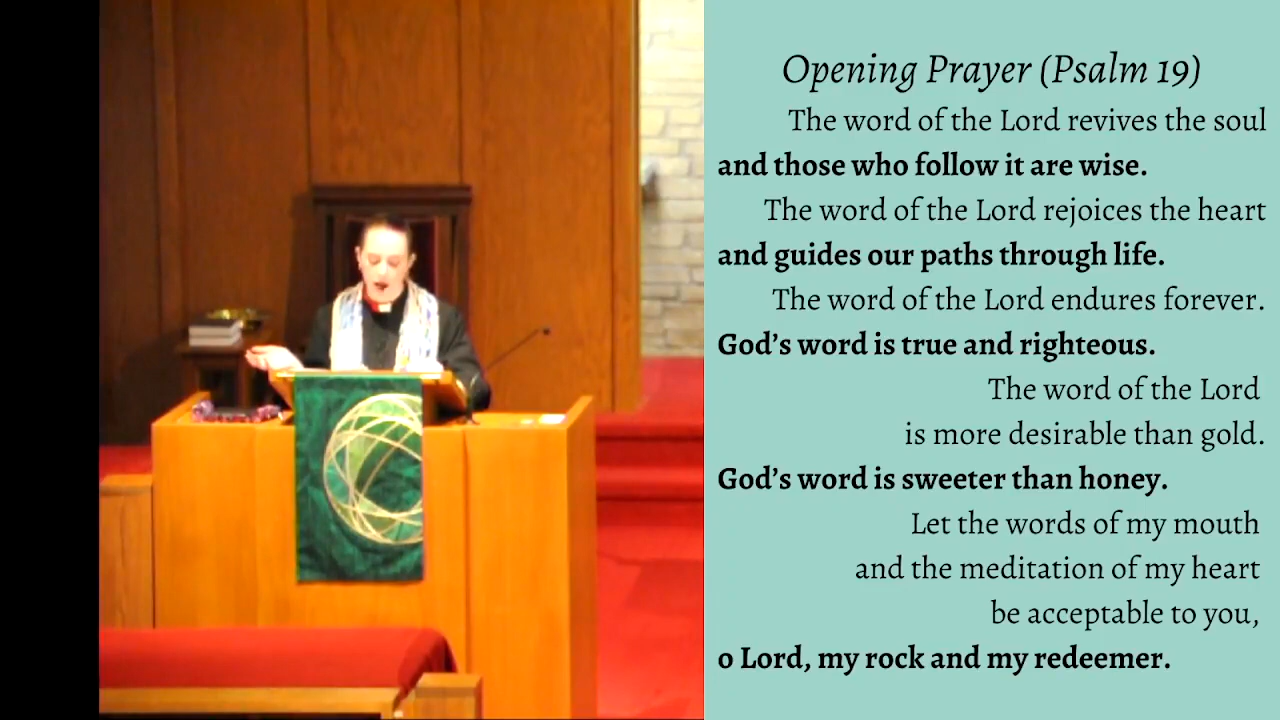 Opening Prayer (Psalm 19)
The word of the Lord revives the soul
and those who follow it are wise.
The word of the Lord rejoices the heart
and guides our paths through life.
The word of the Lord endures forever.
God's word is true and righteous.
The word of the Lord
is more desirable than gold.
God's word is sweeter than honey.
Let the words of my mouth
and the meditation of my heart
be acceptable to you,
o Lord, my rock and my redeemer.